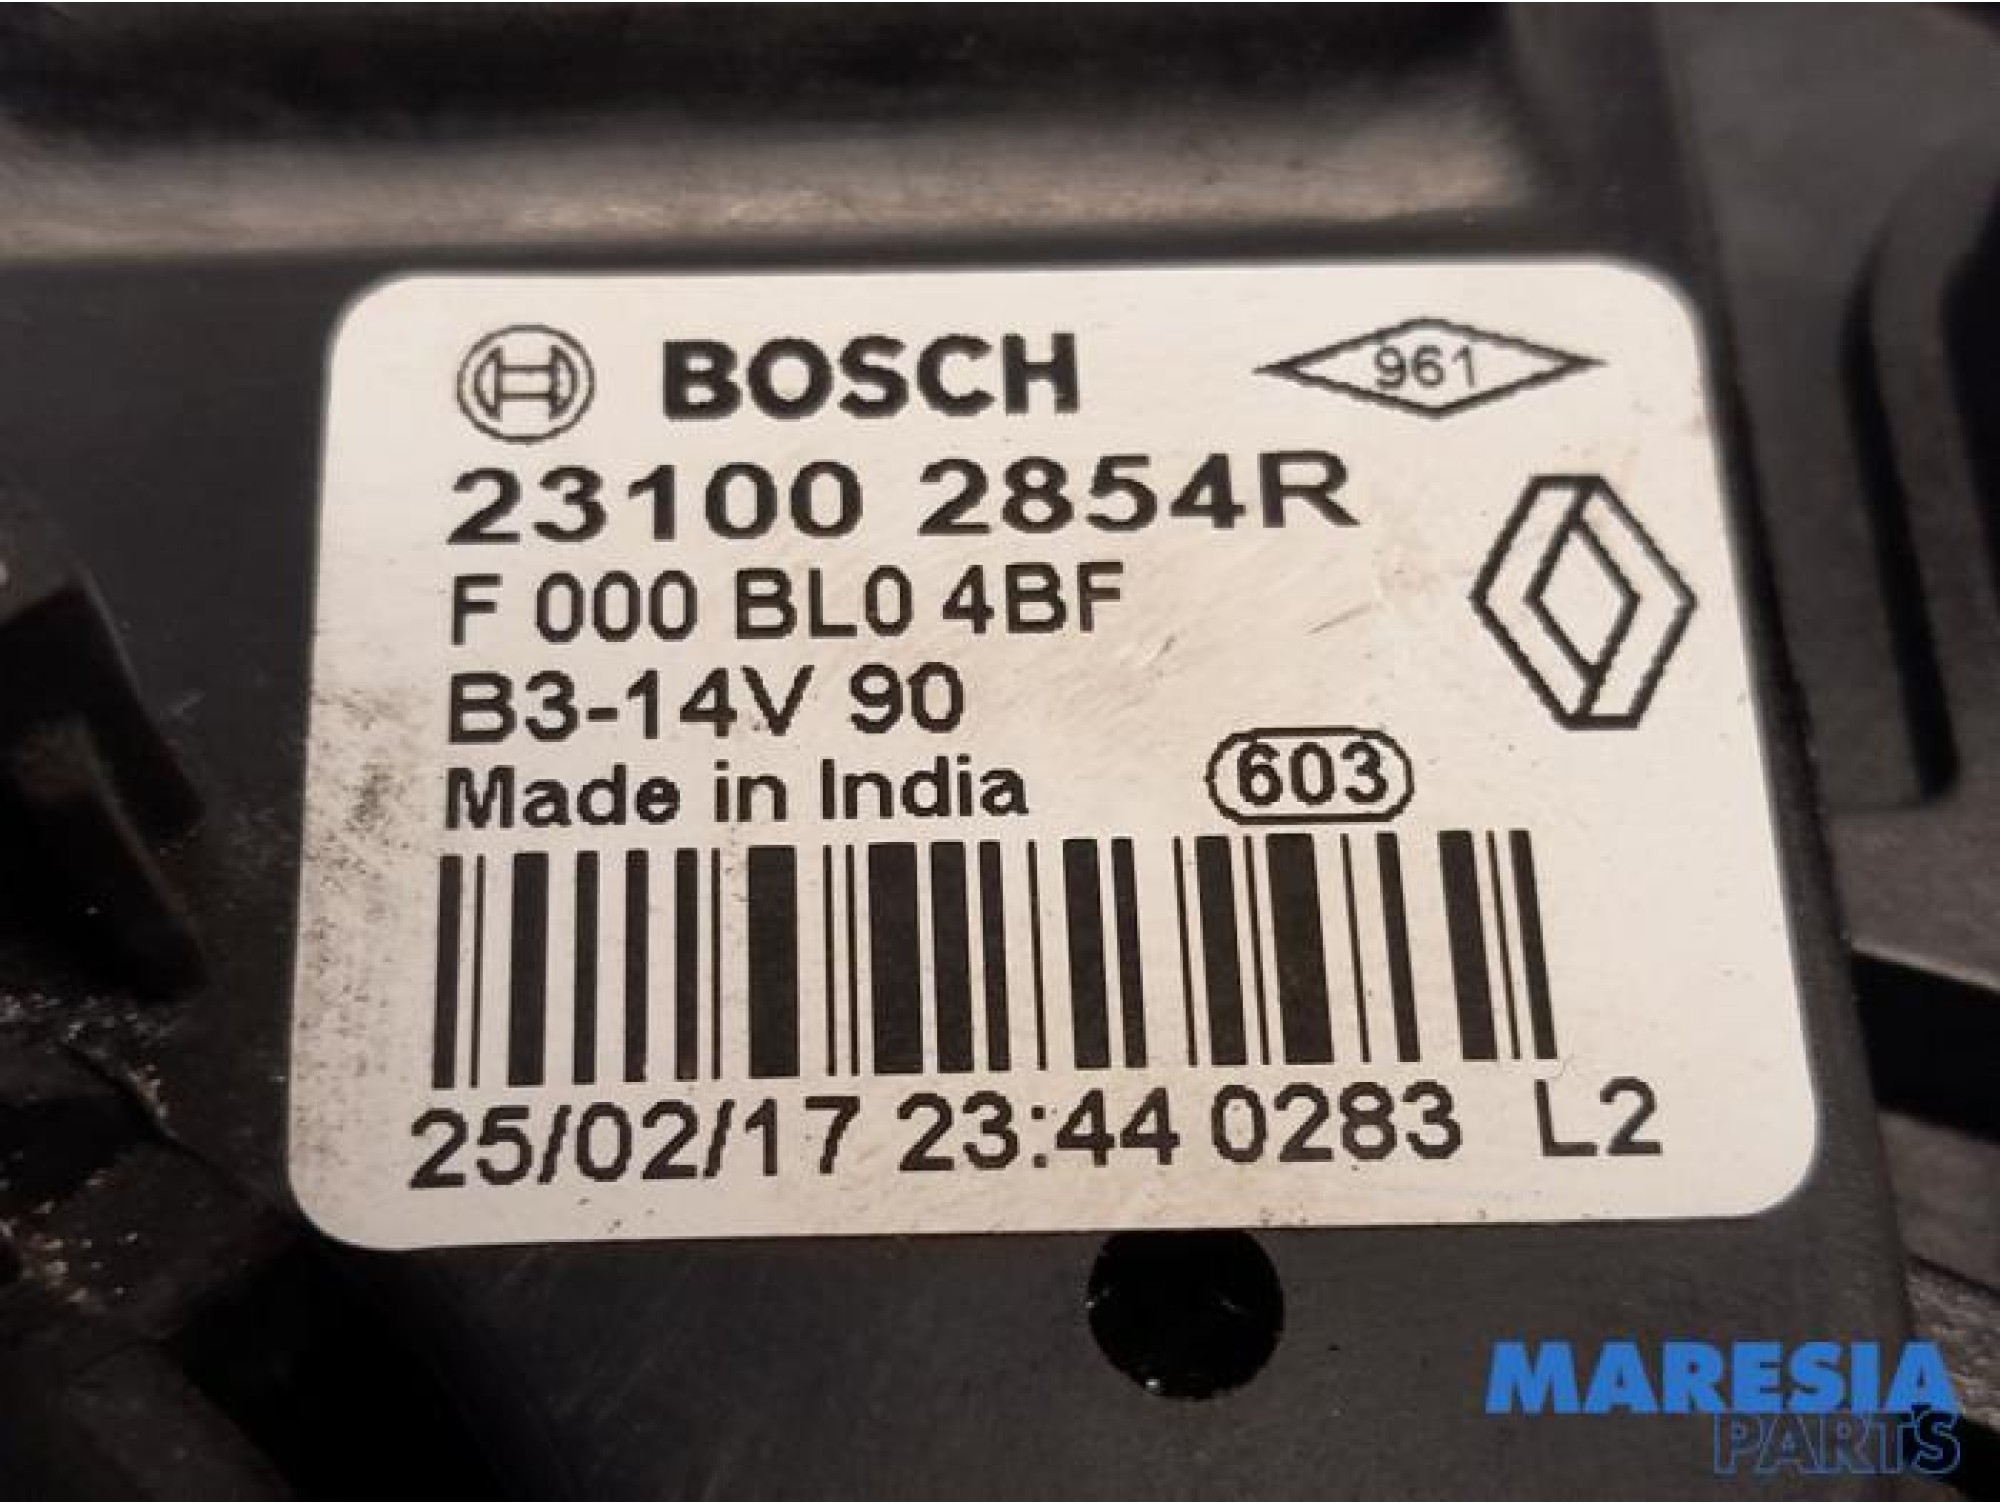 BOSCH 961
23100 2854R
F 000 BL0 4BF
B3-14V 90
Made in India 603
25/02/17 23:44 0283 L2
MARESIA
PARTS